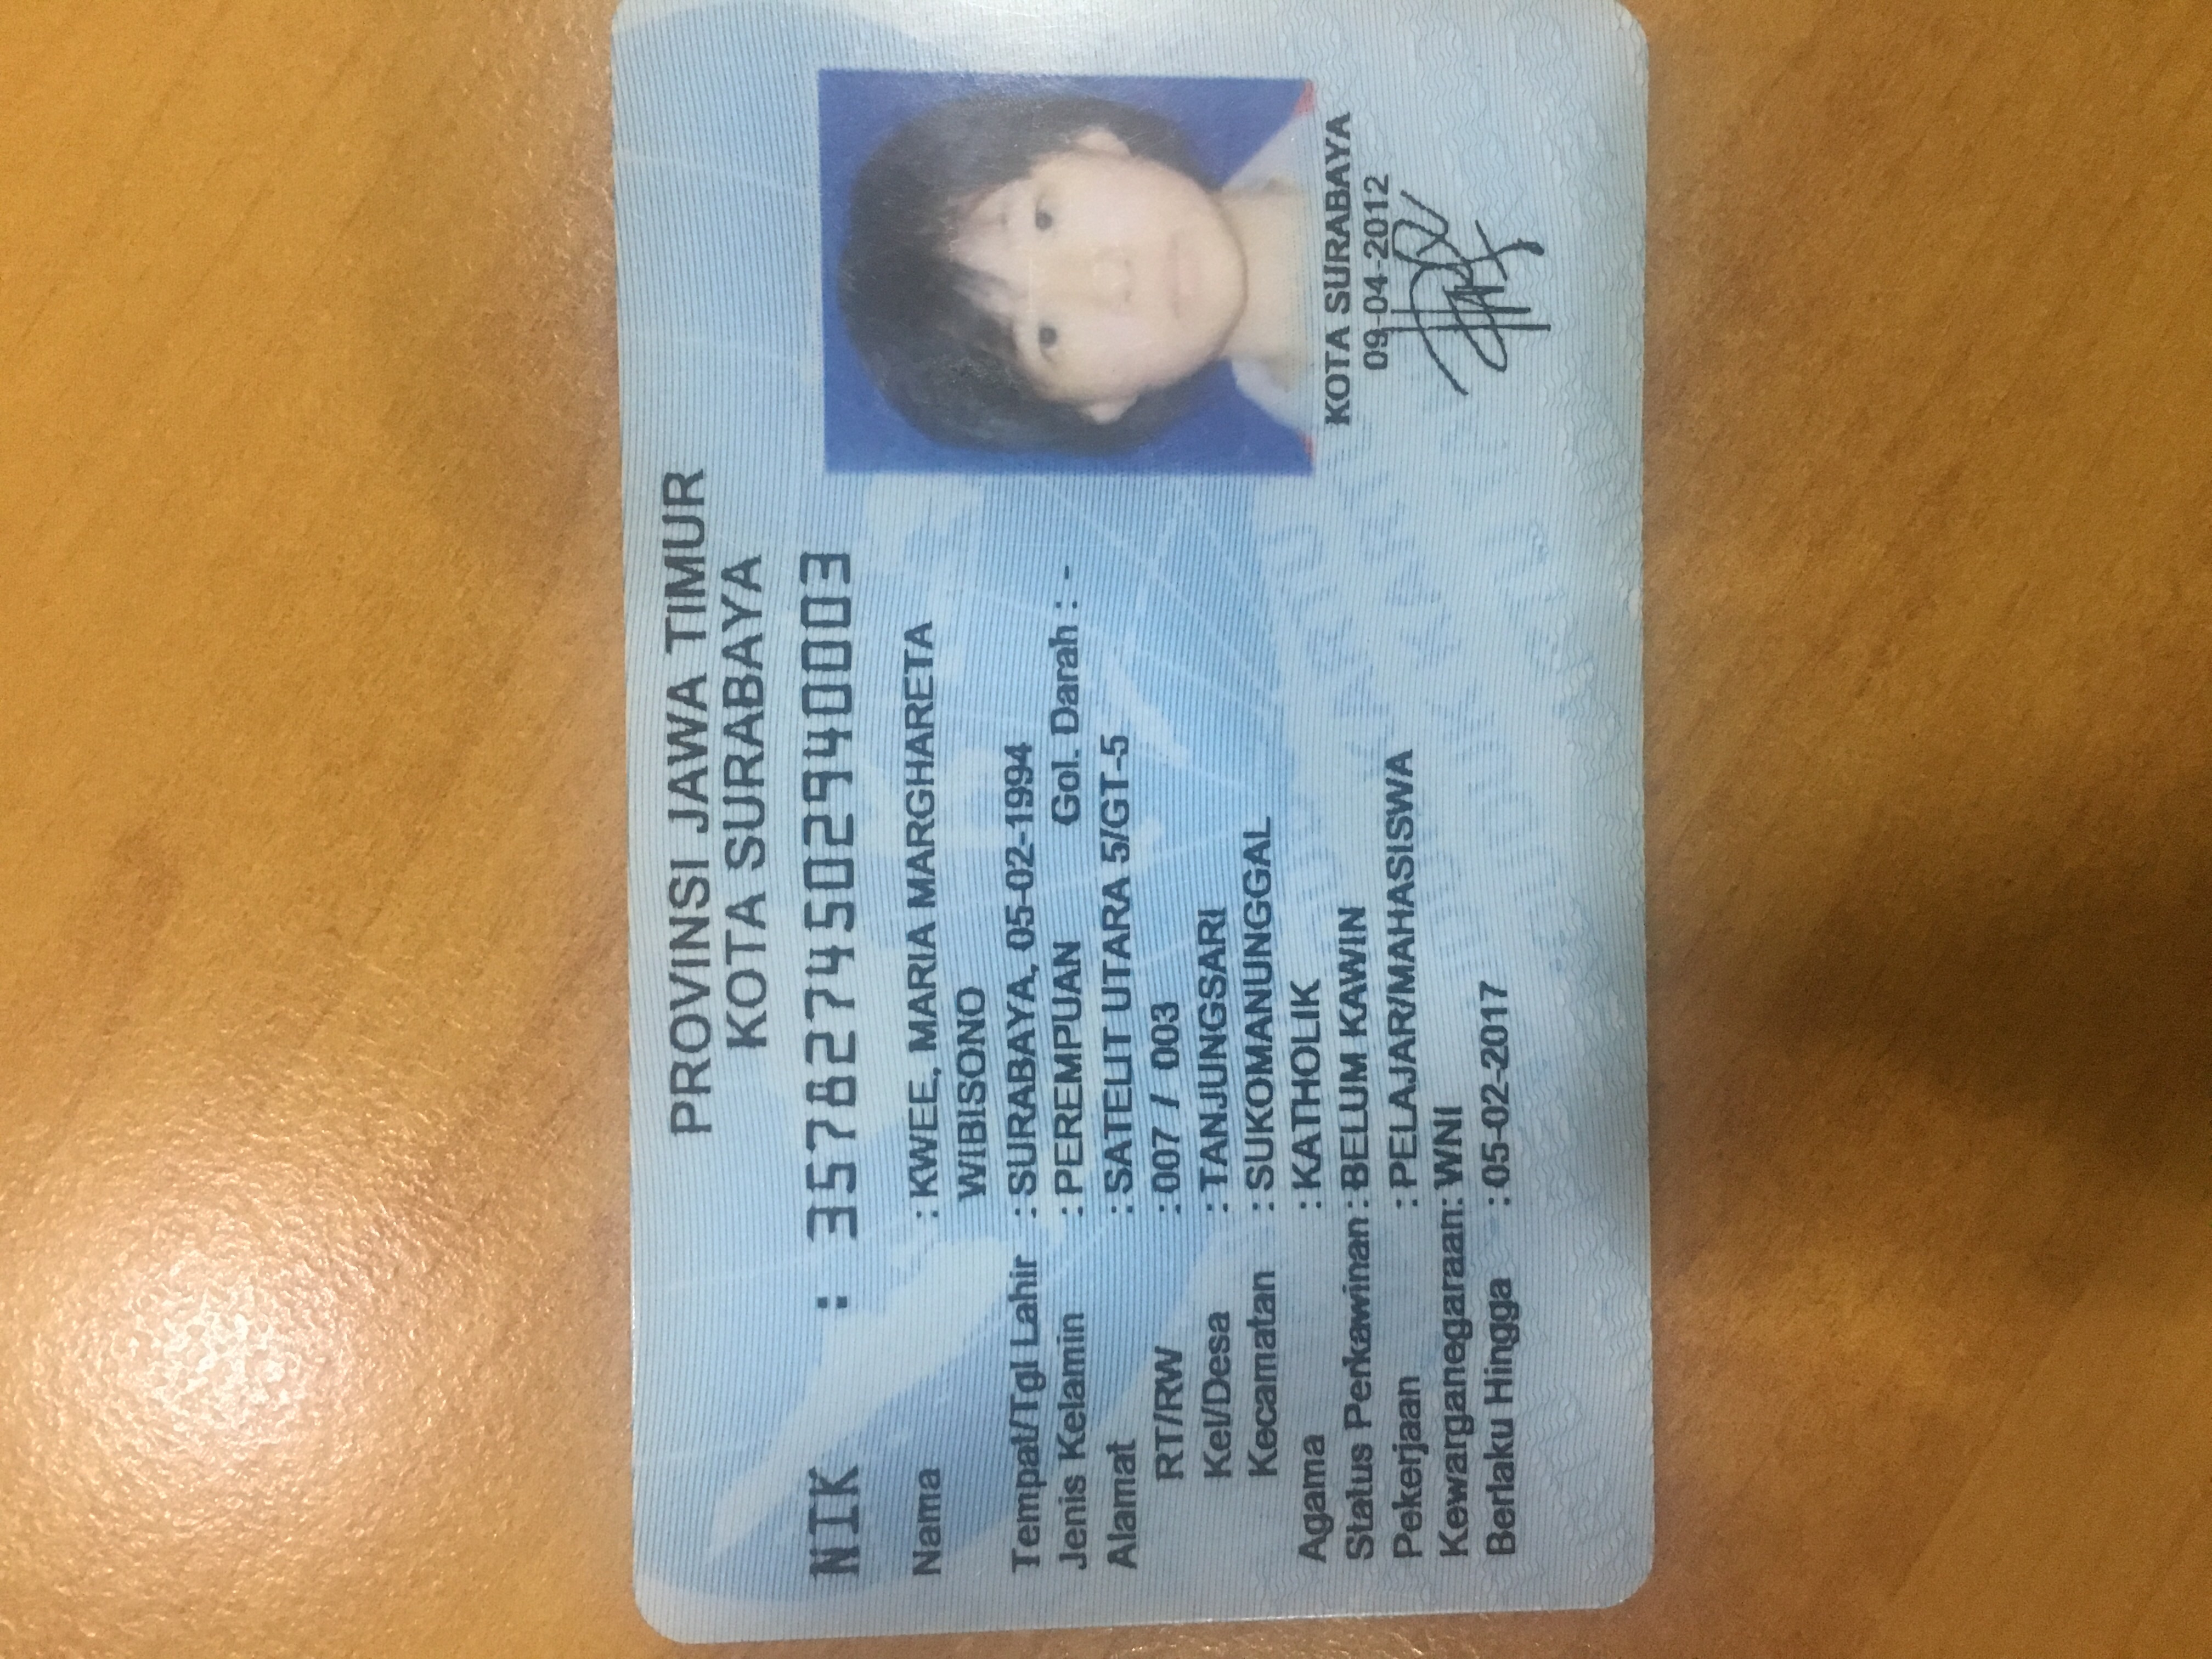 PROVINSI JAWA TIMUR
KOTA SURABAYA
NIK : 3578274502940003
Nama : KWEE, MARIA MARGHARETA
WIBISONO
Tempat/Tgl Lahir : SURABAYA, 05-02-1994
Jenis Kelamin : PEREMPUAN Gol. Darah : -
Alamat : SATELIT UTARA 5/GT-5
RT/RW : 007 / 003
Kel/Desa : TANJUNGSARI
Kecamatan : SUKOMANUNGGAL
Agama : KATHOLIK
Status Perkawinan : BELUM KAWIN
Pekerjaan : PELAJAR/MAHASISWA
Kewarganegaraan : WNI
Berlaku Hingga : 05-02-2017
KOTA SURABAYA
09-04-2012